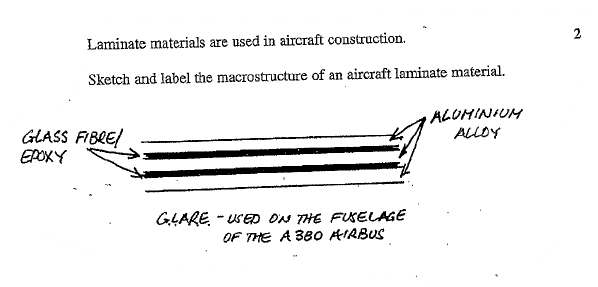 Laminate materials are used in aircraft construction.
2
Sketch and label the macrostructure of an aircraft laminate material.
GLASS FIBRE/
EPOXY
ALUMINIUM
ALLOY
GLARE - USED ON THE FUSELAGE
OF THE A380 AIRBUS